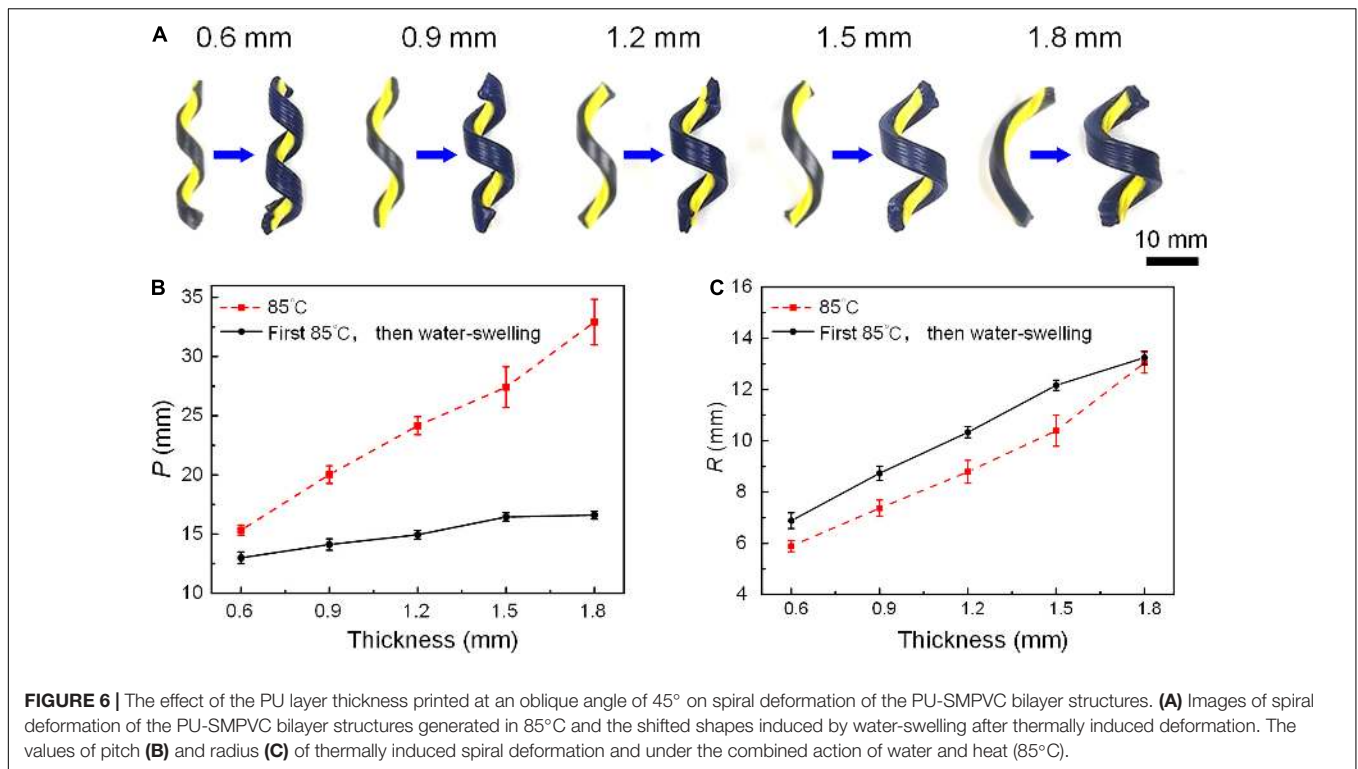 A 0.6 mm 0.9 mm 1.2 mm 1.5 mm 1.8 mm
10 mm
B
85°C
First 85°C, then water-swelling
P (mm)
35
30
25
20
15
10
0.6 0.9 1.2 1.5 1.8
Thickness (mm)
C
85°C
First 85°C, then water-swelling
R (mm)
16
14
12
10
8
6
4
0.6 0.9 1.2 1.5 1.8
Thickness (mm)
FIGURE 6 | The effect of the PU layer thickness printed at an oblique angle of 45° on spiral deformation of the PU-SMPVC bilayer structures. (A) Images of spiral
deformation of the PU-SMPVC bilayer structures generated in 85°C and the shifted shapes induced by water-swelling after thermally induced deformation. The
values of pitch (B) and radius (C) of thermally induced spiral deformation and under the combined action of water and heat (85°C).